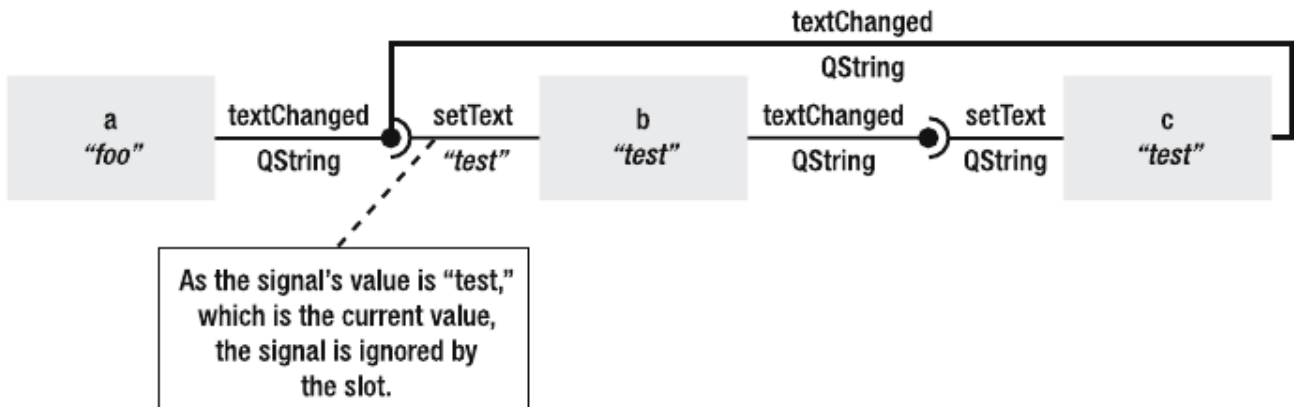 textChanged
QString
a
“foo”
textChanged
QString
setText
“test”
b
“test”
textChanged
QString
setText
QString
c
“test”
As the signal’s value is “test,”
which is the current value,
the signal is ignored by
the slot.